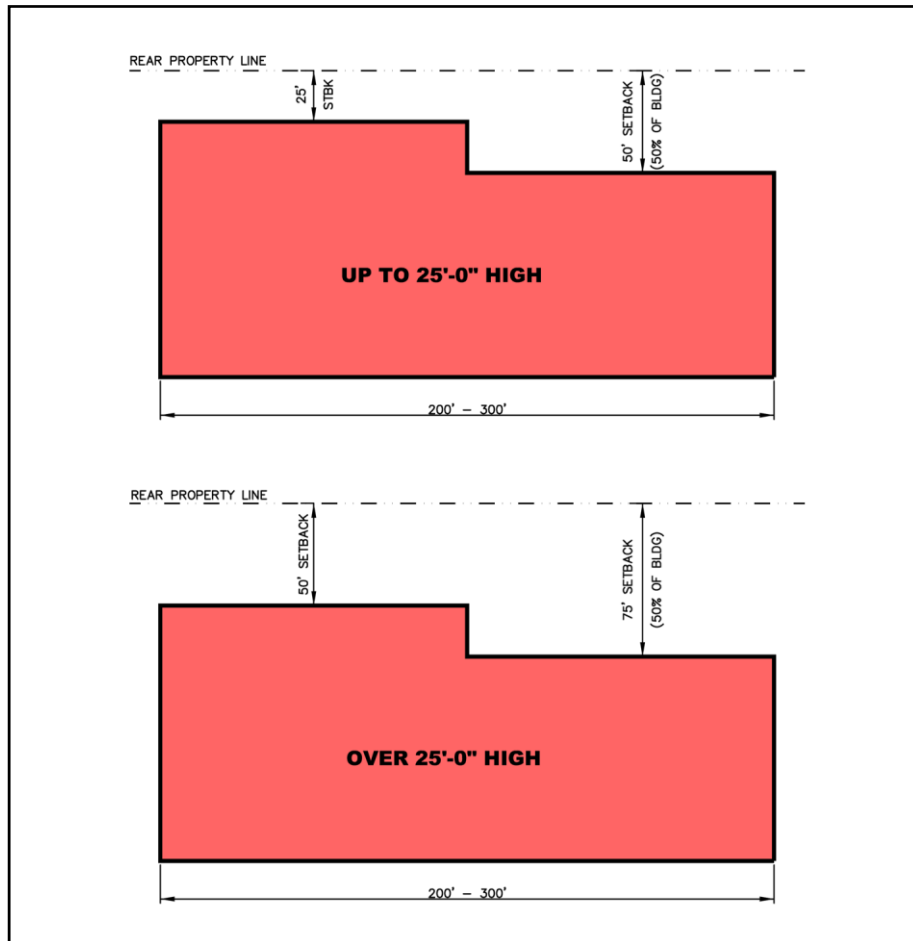 REAR PROPERTY LINE
25'
STBK
50' SETBACK
(50% OF BLDG)
UP TO 25'-0" HIGH
200' - 300'
REAR PROPERTY LINE
50' SETBACK
75' SETBACK
(50% OF BLDG)
OVER 25'-0" HIGH
200' - 300'